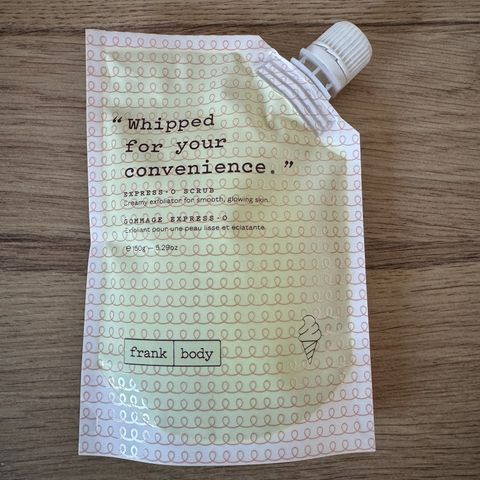 “Whipped
for your
convenience.”
EXPRESS-O SCRUB
Creamy exfoliator for smooth, glowing skin.
GOMMAGE EXPRESS-O
Exfoliant pour une peau lisse et eclatante.
℮ 150g — 5.29oz
frank body